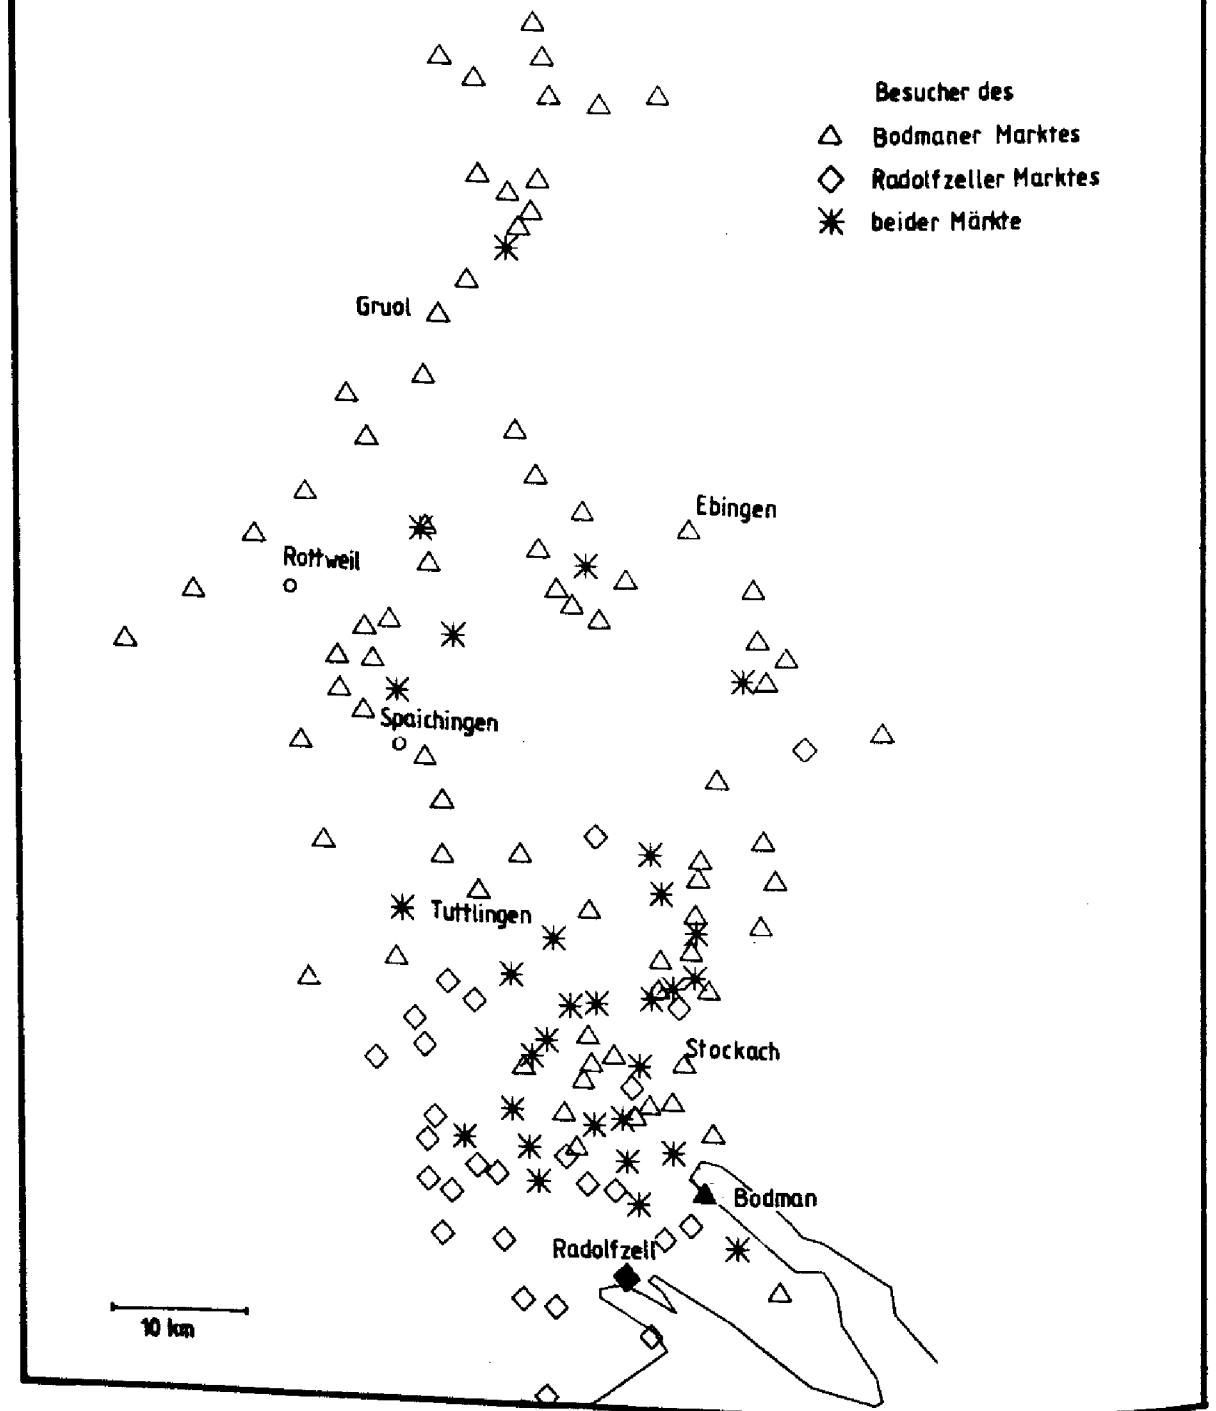 Besucher des
Bodmaner Marktes
Radolfzeller Marktes
beider Märkte
Gruol
Ebingen
Rottweil
Spaichingen
Tuttlingen
Stockach
Bodman
Radolfzell
10 km